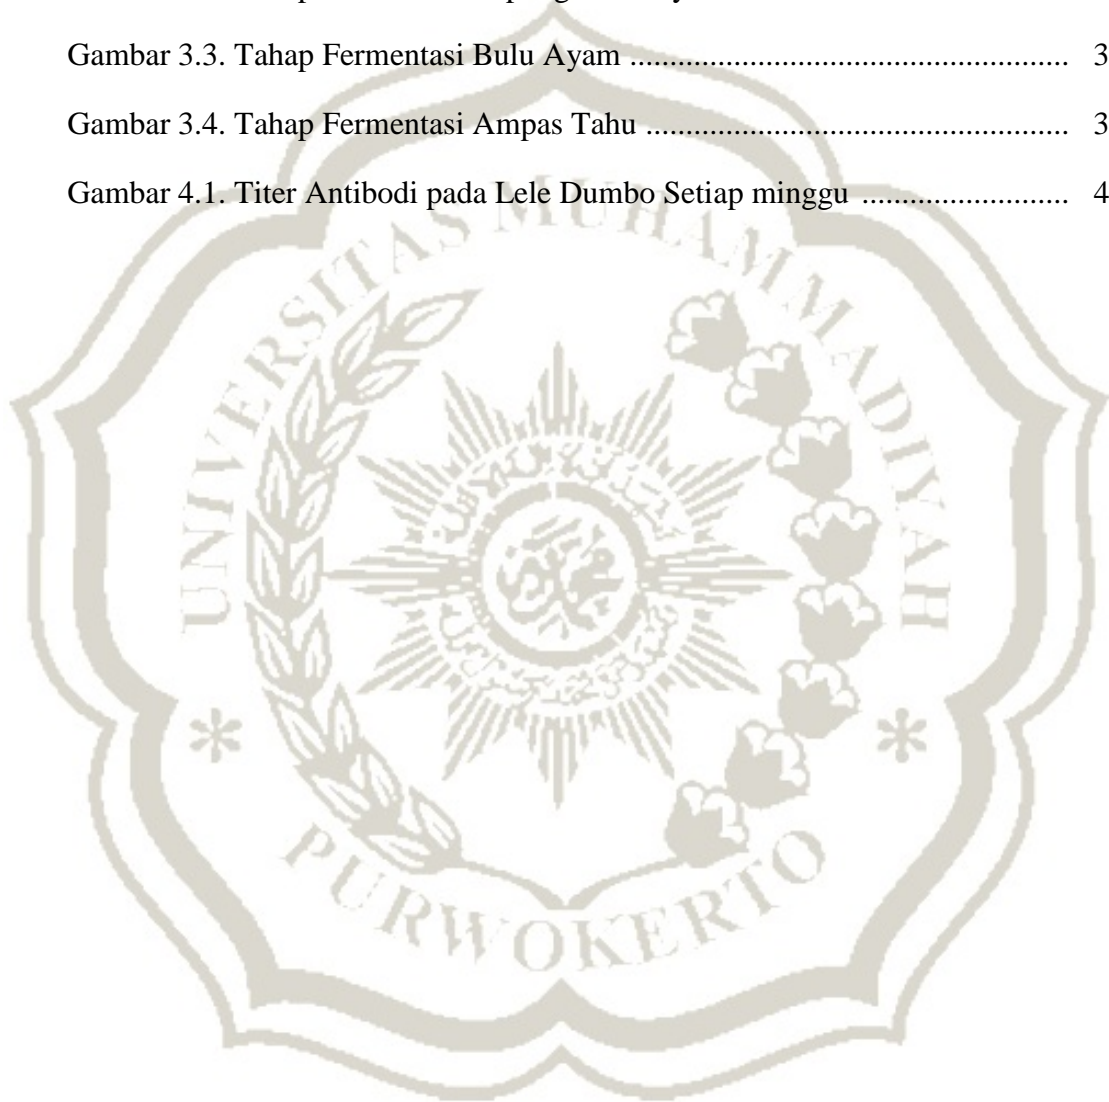 Gambar 3.3. Tahap Fermentasi Bulu Ayam ...................................................... 3
Gambar 3.4. Tahap Fermentasi Ampas Tahu .................................................... 3
Gambar 4.1. Titer Antibodi pada Lele Dumbo Setiap minggu .......................... 4
UNIVERSITAS MUHAMMADIYAH
PURWOKERTO